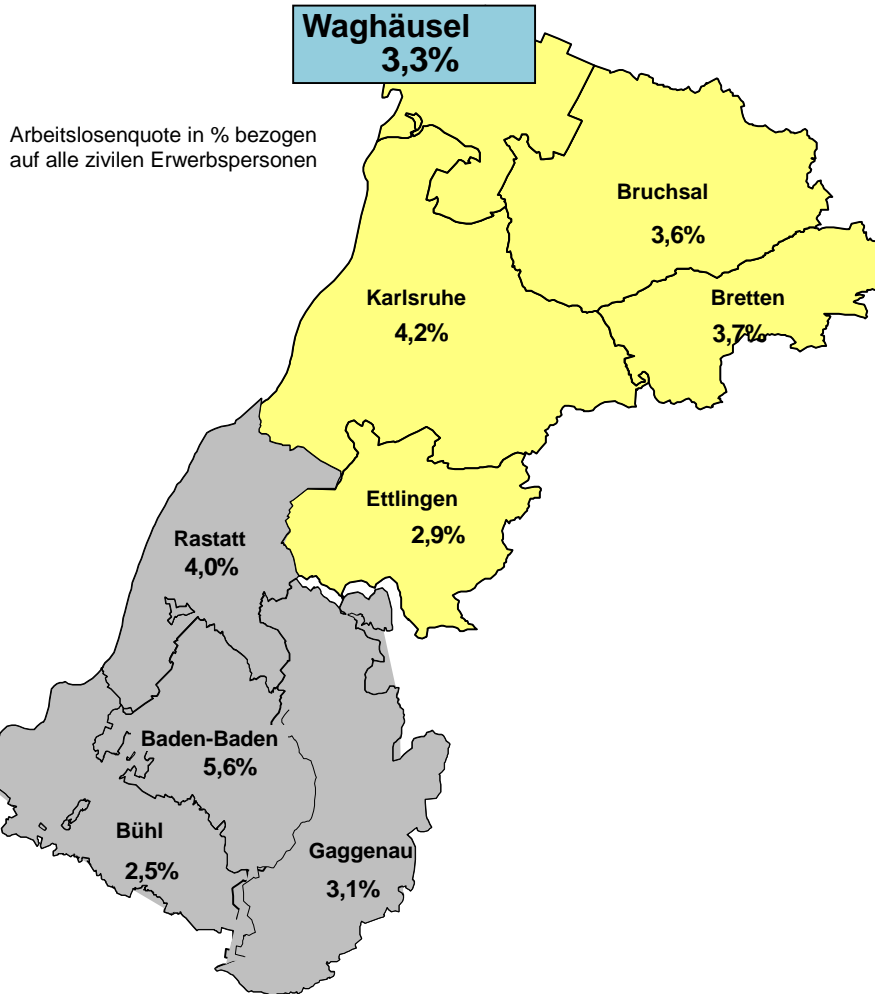 Waghäusel
3,3%
Arbeitslosenquote in % bezogen
auf alle zivilen Erwerbspersonen
Bruchsal
3,6%
Karlsruhe
4,2%
Bretten
3,7%
Ettlingen
2,9%
Rastatt
4,0%
Baden-Baden
5,6%
Bühl
2,5%
Gaggenau
3,1%